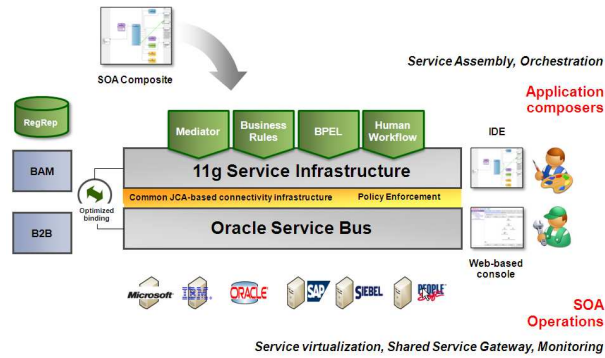 SOA Composite
Service Assembly, Orchestration
Application
composers
RegRep
Mediator
Business
Rules
BPEL
Human
Workflow
IDE
BAM
11g Service Infrastructure
Optimized
binding
Common JCA-based connectivity infrastructure
Policy Enforcement
B2B
Oracle Service Bus
Web-based
console
Microsoft
IBM
ORACLE
SAP
SIEBEL
PEOPLE
Soft
SOA
Operations
Service virtualization, Shared Service Gateway, Monitoring